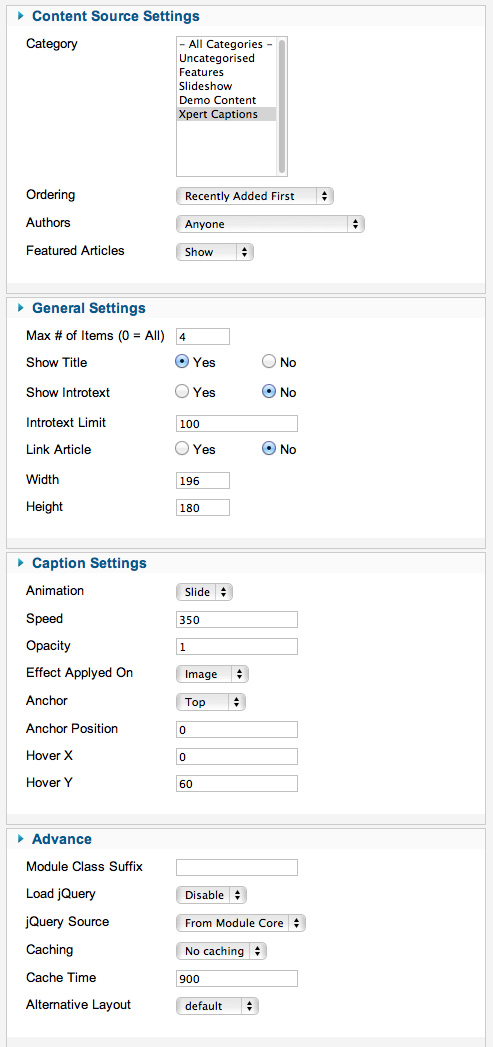 Content Source Settings
Category
- All Categories -
Uncategorised
Features
Slideshow
Demo Content
Xpert Captions
Ordering Recently Added First
Authors Anyone
Featured Articles Show
General Settings
Max # of Items (0 = All) 4
Show Title Yes No
Show Introtext Yes No
Introtext Limit 100
Link Article Yes No
Width 196
Height 180
Caption Settings
Animation Slide
Speed 350
Opacity 1
Effect Applyed On Image
Anchor Top
Anchor Position 0
Hover X 0
Hover Y 60
Advance
Module Class Suffix
Load jQuery Disable
jQuery Source From Module Core
Caching No caching
Cache Time 900
Alternative Layout default